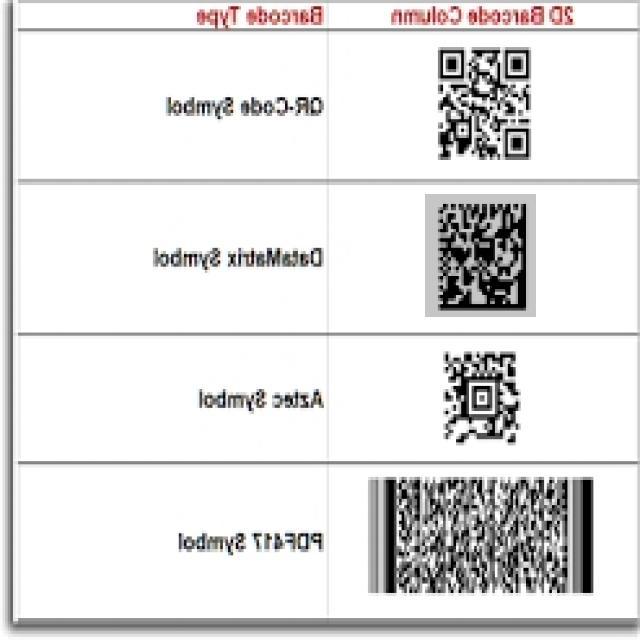 Barcode Type 2D Barcode Column
QR-Code Symbol
DataMatrix Symbol
Aztec Symbol
PDF417 Symbol